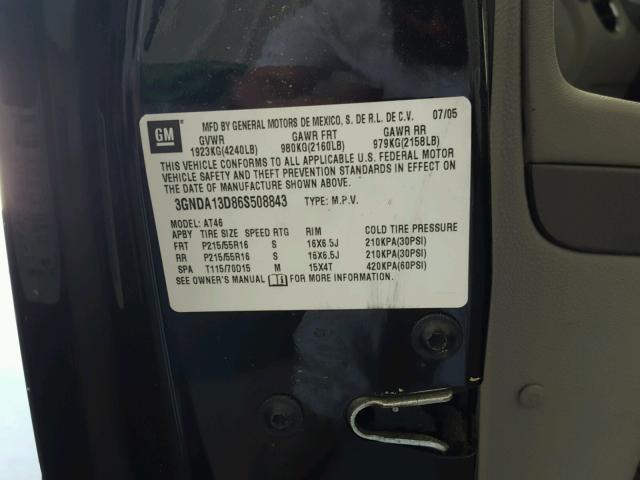 GM MFD BY GENERAL MOTORS DE MEXICO, S. DE R.L. DE C.V. 07/05
GVWR GAWR FRT GAWR RR
1923KG(4240LB) 980KG(2160LB) 979KG(2158LB)
THIS VEHICLE CONFORMS TO ALL APPLICABLE U.S. FEDERAL MOTOR
VEHICLE SAFETY AND THEFT PREVENTION STANDARDS IN EFFECT ON
THE DATE OF MANUFACTURE SHOWN ABOVE.
3GNDA13D86S508843 TYPE: M.P.V.
MODEL: AT46
APBY TIRE SIZE SPEED RTG RIM COLD TIRE PRESSURE
FRT P215/55R16 S 16X6.5J 210KPA(30PSI)
RR P215/55R16 S 16X6.5J 210KPA(30PSI)
SPA T115/70D15 M 15X4T 420KPA(60PSI)
SEE OWNER'S MANUAL FOR MORE INFORMATION.